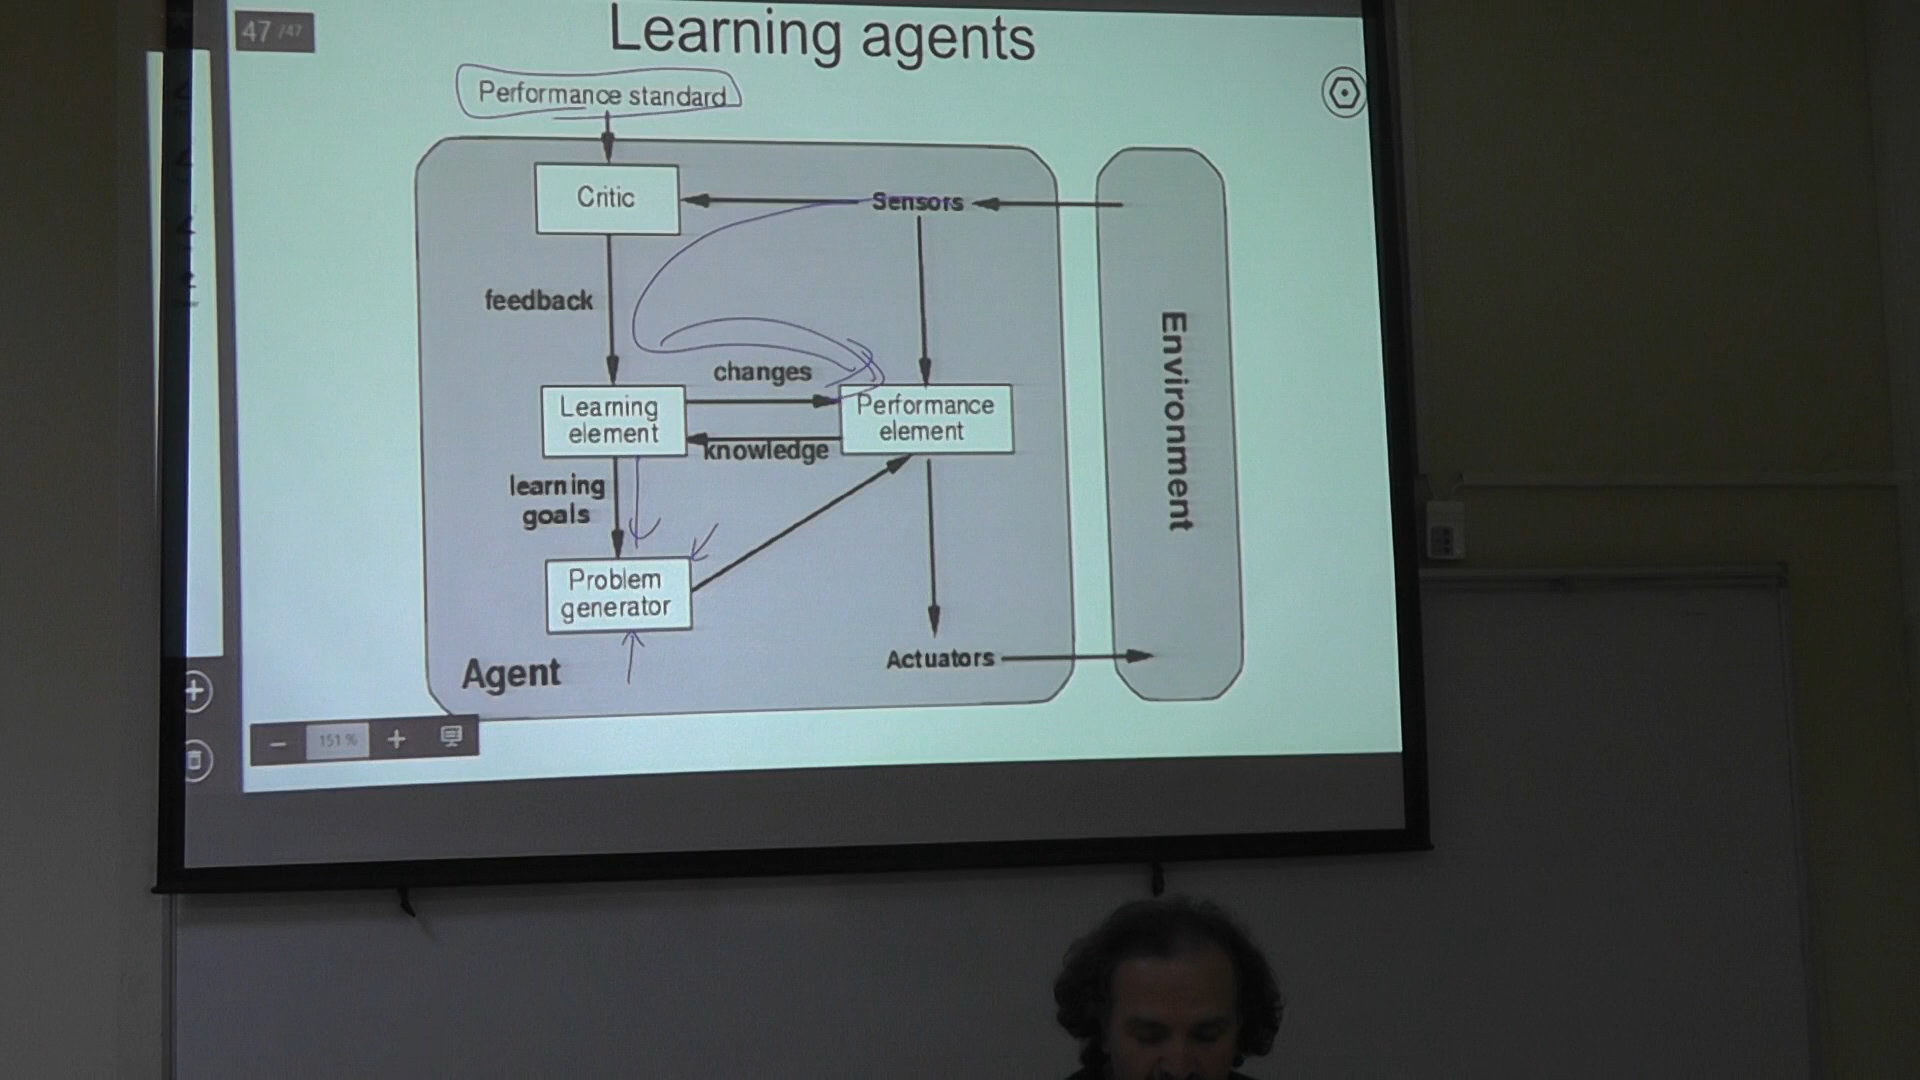 47 /47
Learning agents
Performance standard
Critic
Sensors
feedback
changes
Learning
element
Performance
element
knowledge
learning
goals
Problem
generator
Agent
Actuators
Environment
151 %